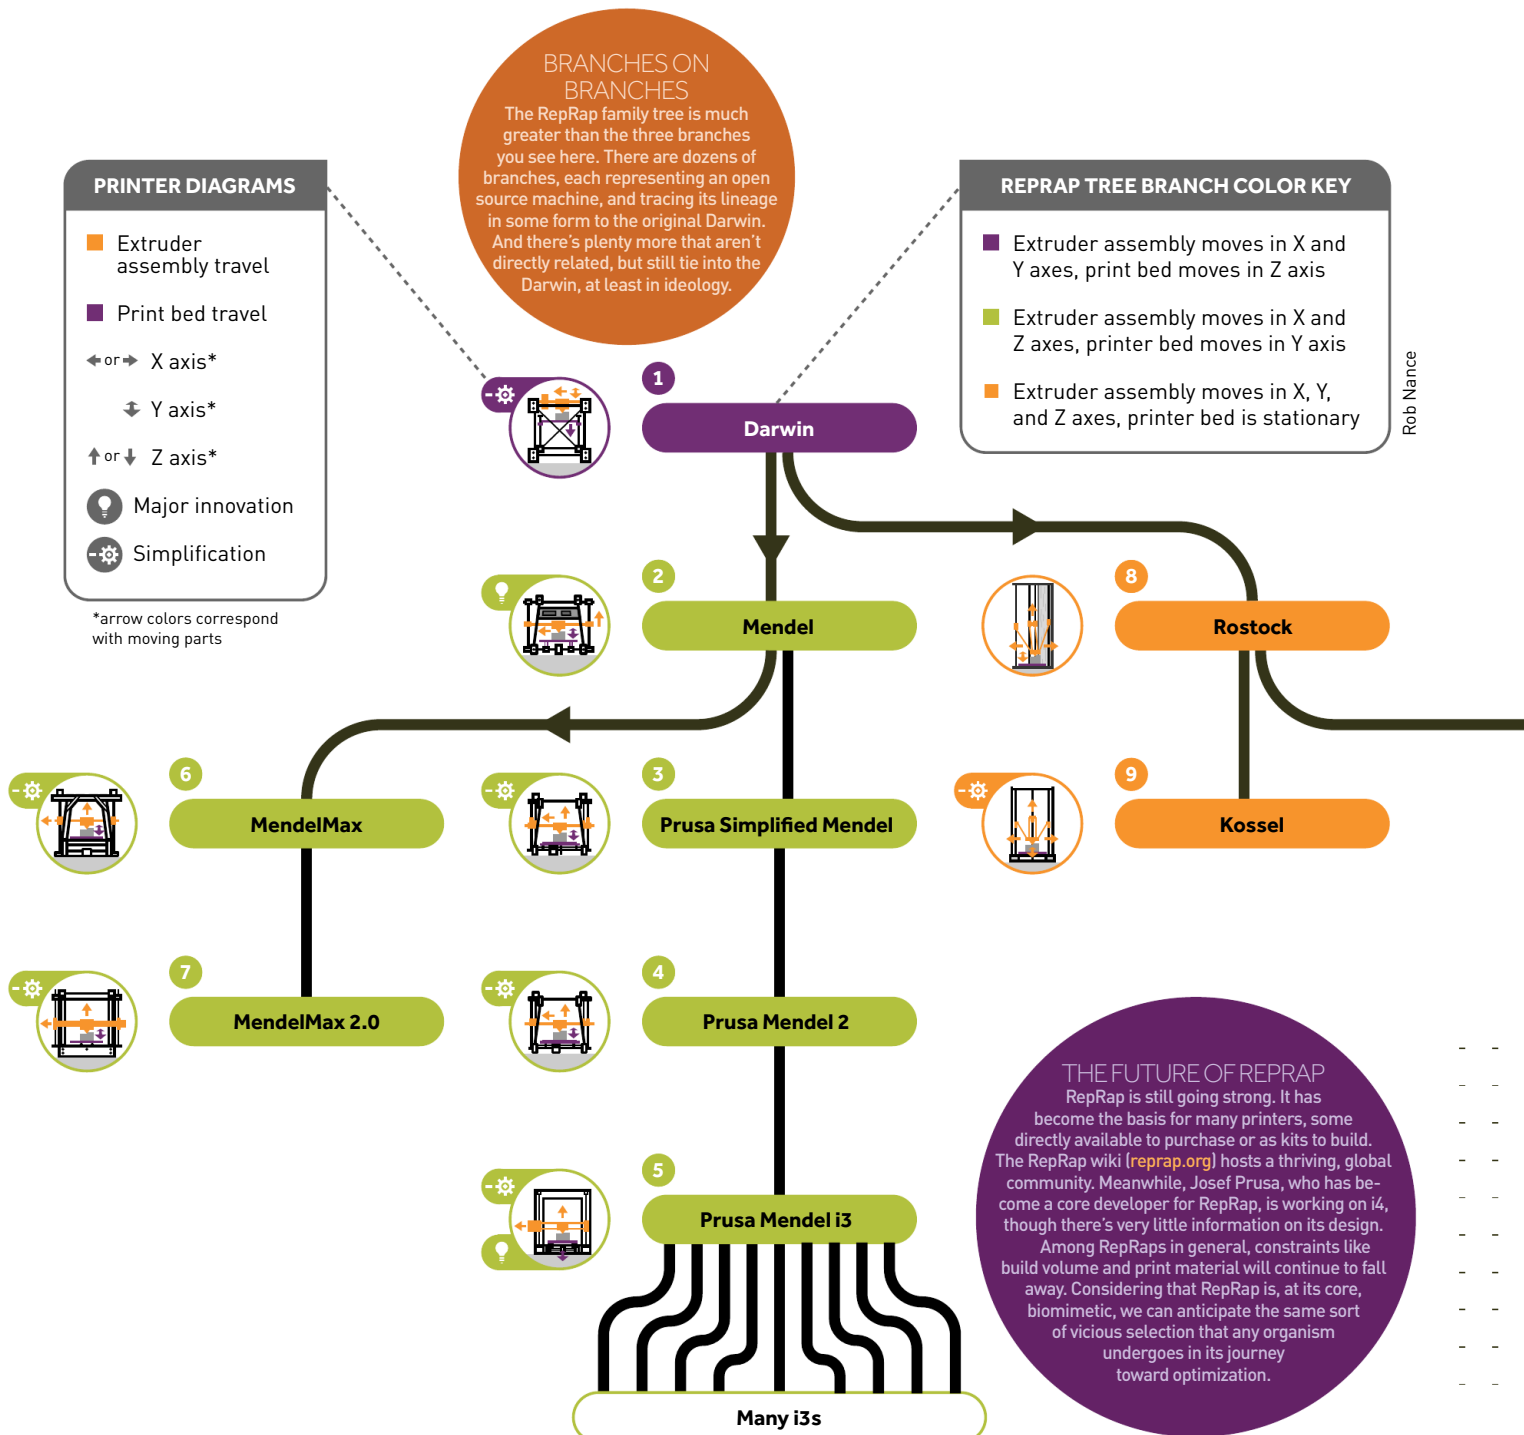 BRANCHES ON
BRANCHES
The RepRap family tree is much
greater than the three branches
you see here. There are dozens of
branches, each representing an open
source machine, and tracing its lineage
in some form to the original Darwin.
And there's plenty more that aren't
directly related, but still tie into the
Darwin, at least in ideology.
PRINTER DIAGRAMS
Extruder
assembly travel
Print bed travel
or X axis*
Y axis*
or Z axis*
Major innovation
Simplification
*arrow colors correspond
with moving parts
REPRAP TREE BRANCH COLOR KEY
Extruder assembly moves in X and
Y axes, print bed moves in Z axis
Extruder assembly moves in X and
Z axes, printer bed moves in Y axis
Extruder assembly moves in X, Y,
and Z axes, printer bed is stationary
Rob Nance
1
Darwin
2
Mendel
8
Rostock
6
MendelMax
3
Prusa Simplified Mendel
9
Kossel
7
MendelMax 2.0
4
Prusa Mendel 2
5
Prusa Mendel i3
Many i3s
THE FUTURE OF REPRAP
RepRap is still going strong. It has
become the basis for many printers, some
directly available to purchase or as kits to build.
The RepRap wiki (reprap.org) hosts a thriving, global
community. Meanwhile, Josef Prusa, who has be-
come a core developer for RepRap, is working on i4,
though there's very little information on its design.
Among RepRaps in general, constraints like
build volume and print material will continue to fall
away. Considering that RepRap is, at its core,
biomimetic, we can anticipate the same sort
of vicious selection that any organism
undergoes in its journey
toward optimization.